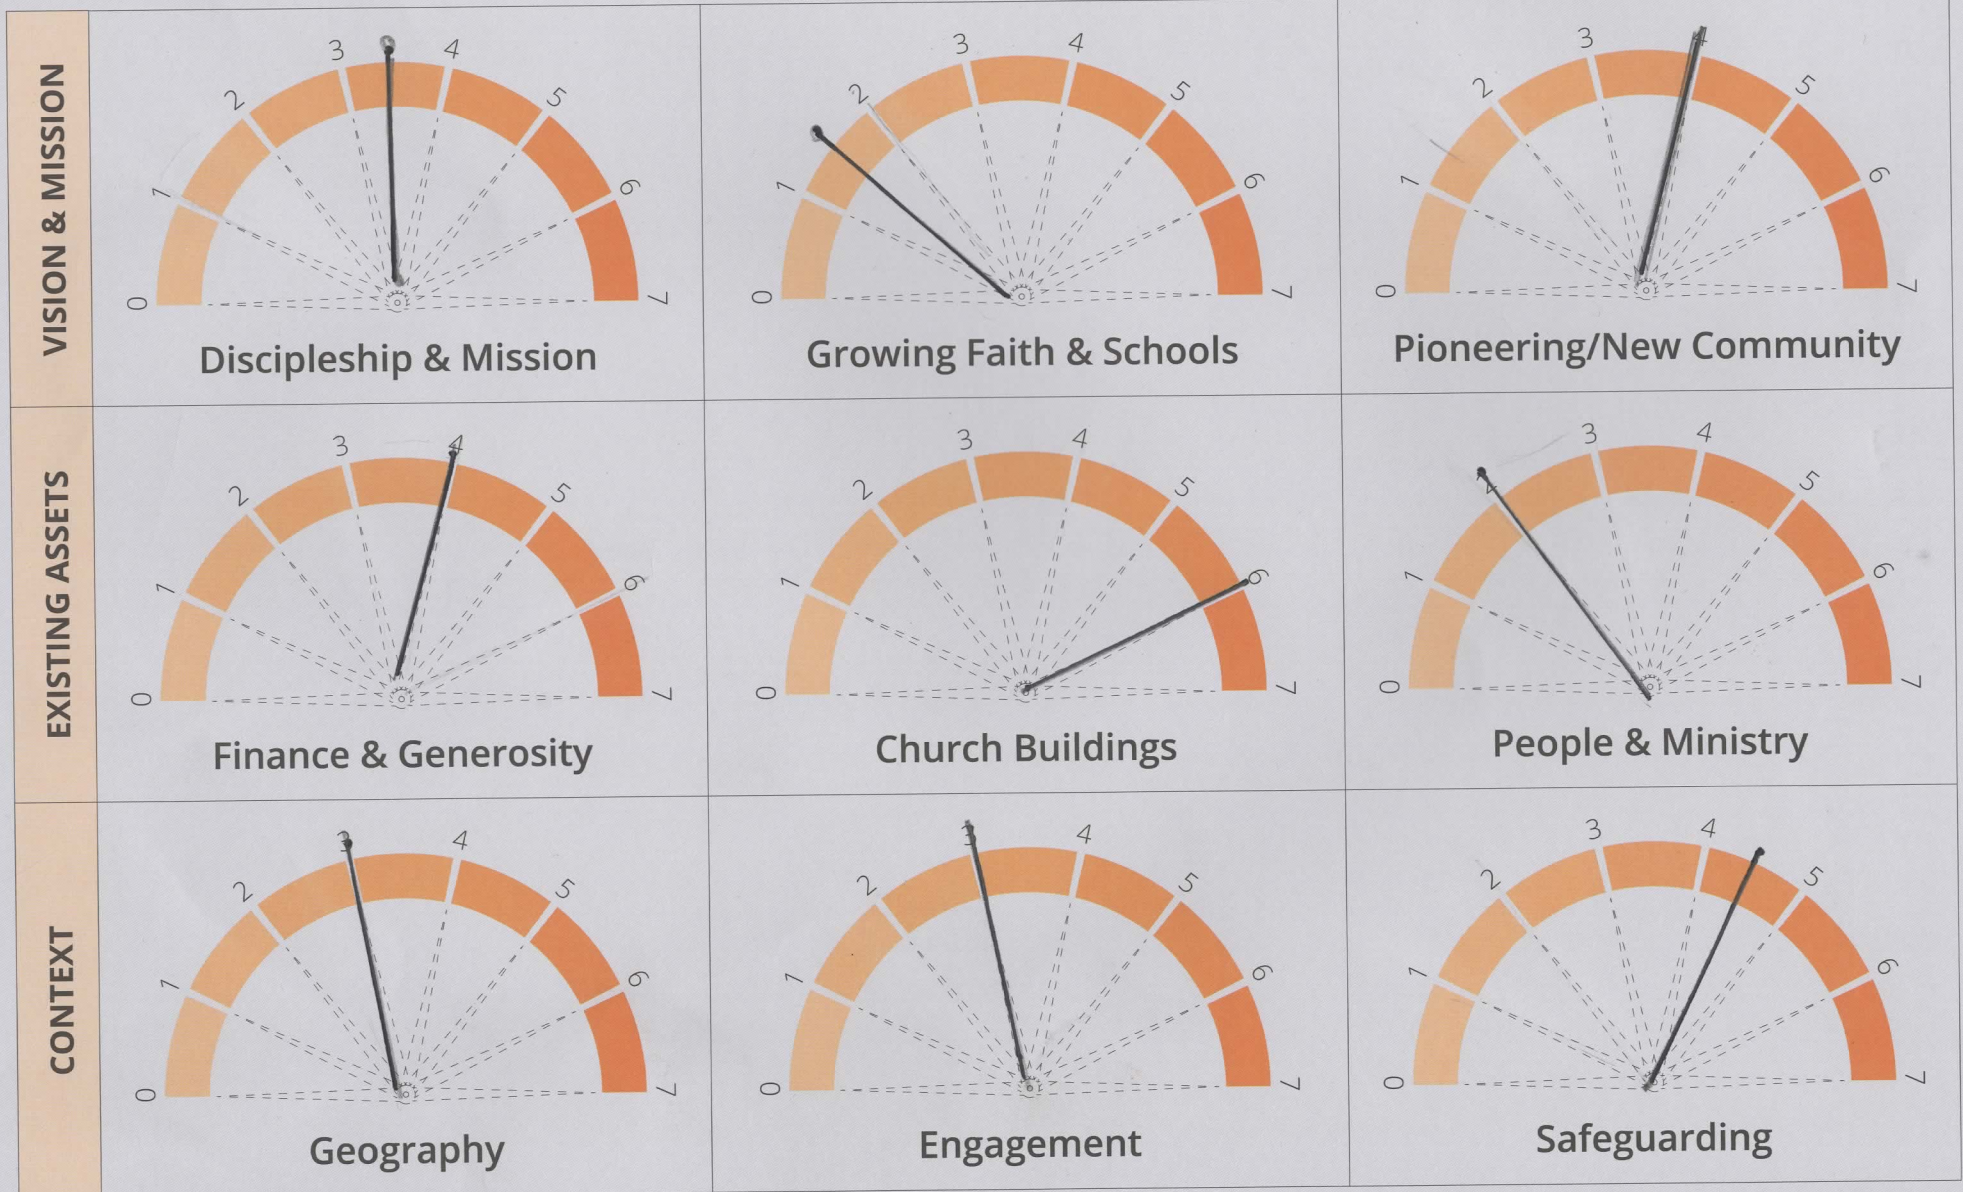 VISION & MISSION
0 1 2 3 4 5 6 7
Discipleship & Mission
0 1 2 3 4 5 6 7
Growing Faith & Schools
0 1 2 3 4 5 6 7
Pioneering/New Community
EXISTING ASSETS
0 1 2 3 4 5 6 7
Finance & Generosity
0 1 2 3 4 5 6 7
Church Buildings
0 1 2 3 4 5 6 7
People & Ministry
CONTEXT
0 1 2 3 4 5 6 7
Geography
0 1 2 3 4 5 6 7
Engagement
0 1 2 3 4 5 6 7
Safeguarding